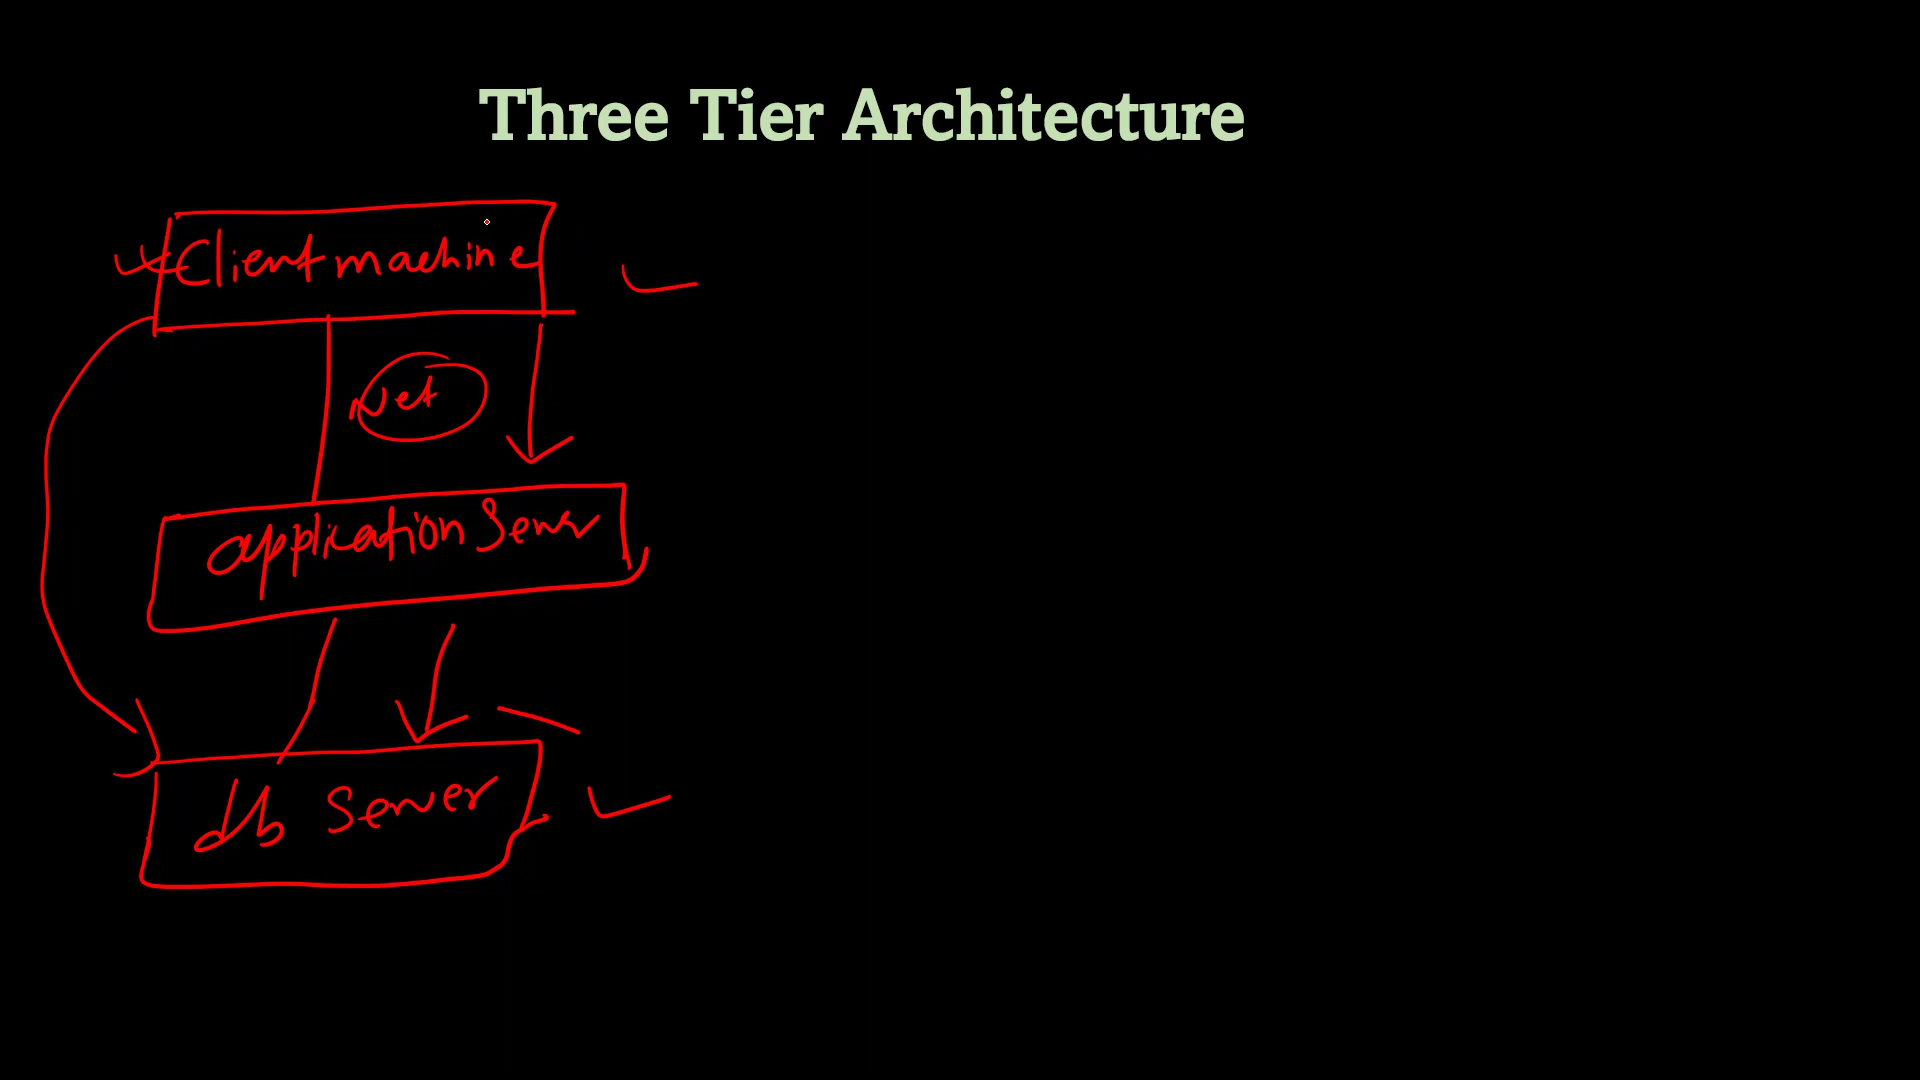 Three Tier Architecture
Client machine
Net
application Server
db Server